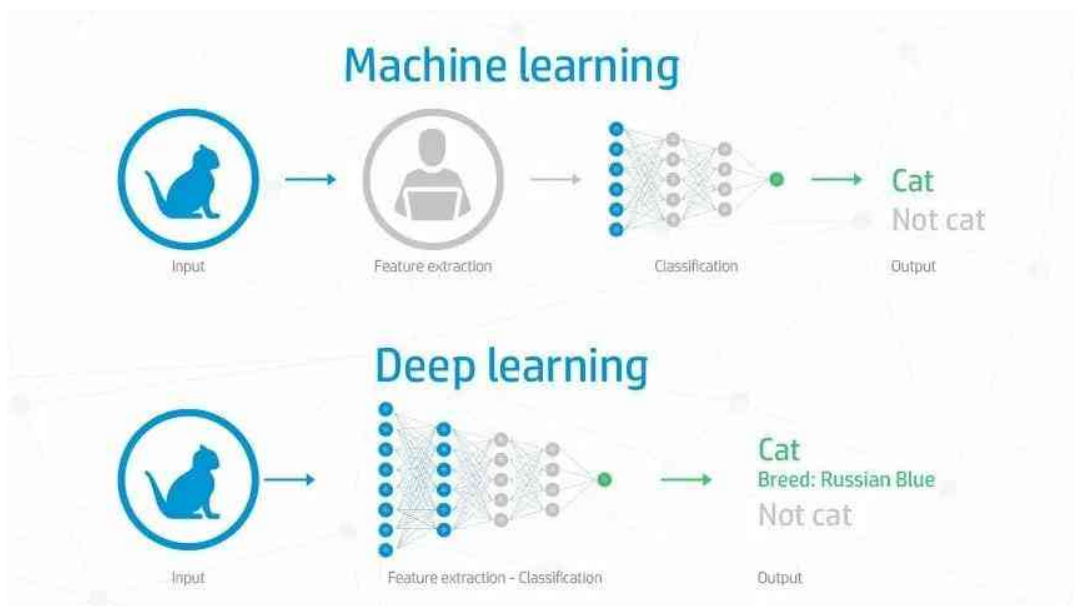 Machine learning
Cat
Not cat
Input
Feature extraction
Classification
Output
Deep learning
Cat
Breed: Russian Blue
Not cat
Input
Feature extraction - Classification
Output